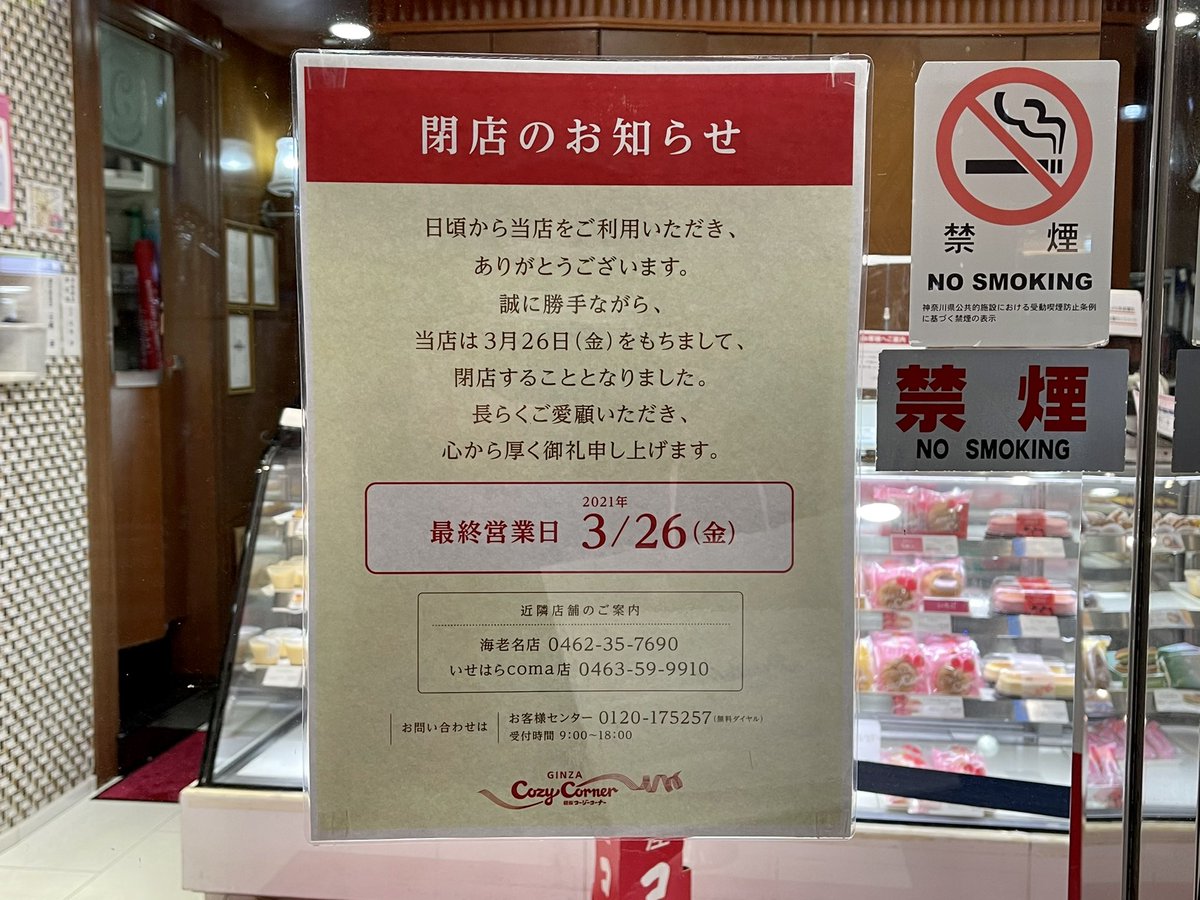 閉店のお知らせ
日頃から当店をご利用いただき、
ありがとうございます。
誠に勝手ながら、
当店は3月26日(金)をもちまして、
閉店することとなりました。
長らくご愛顧いただき、
心から厚く御礼申し上げます。
2021年
最終営業日 3/26(金)
近隣店舗のご案内
海老名店 0462-35-7690
いせはらcoma店 0463-59-9910
お問い合わせは
お客様センター 0120-175257(無料ダイヤル)
受付時間 9:00~18:00
GINZA
Cozy Corner
銀座コージーコーナー
禁 煙
NO SMOKING
神奈川県公共的施設における受動喫煙防止条例
に基づく禁煙の表示
禁 煙
NO SMOKING